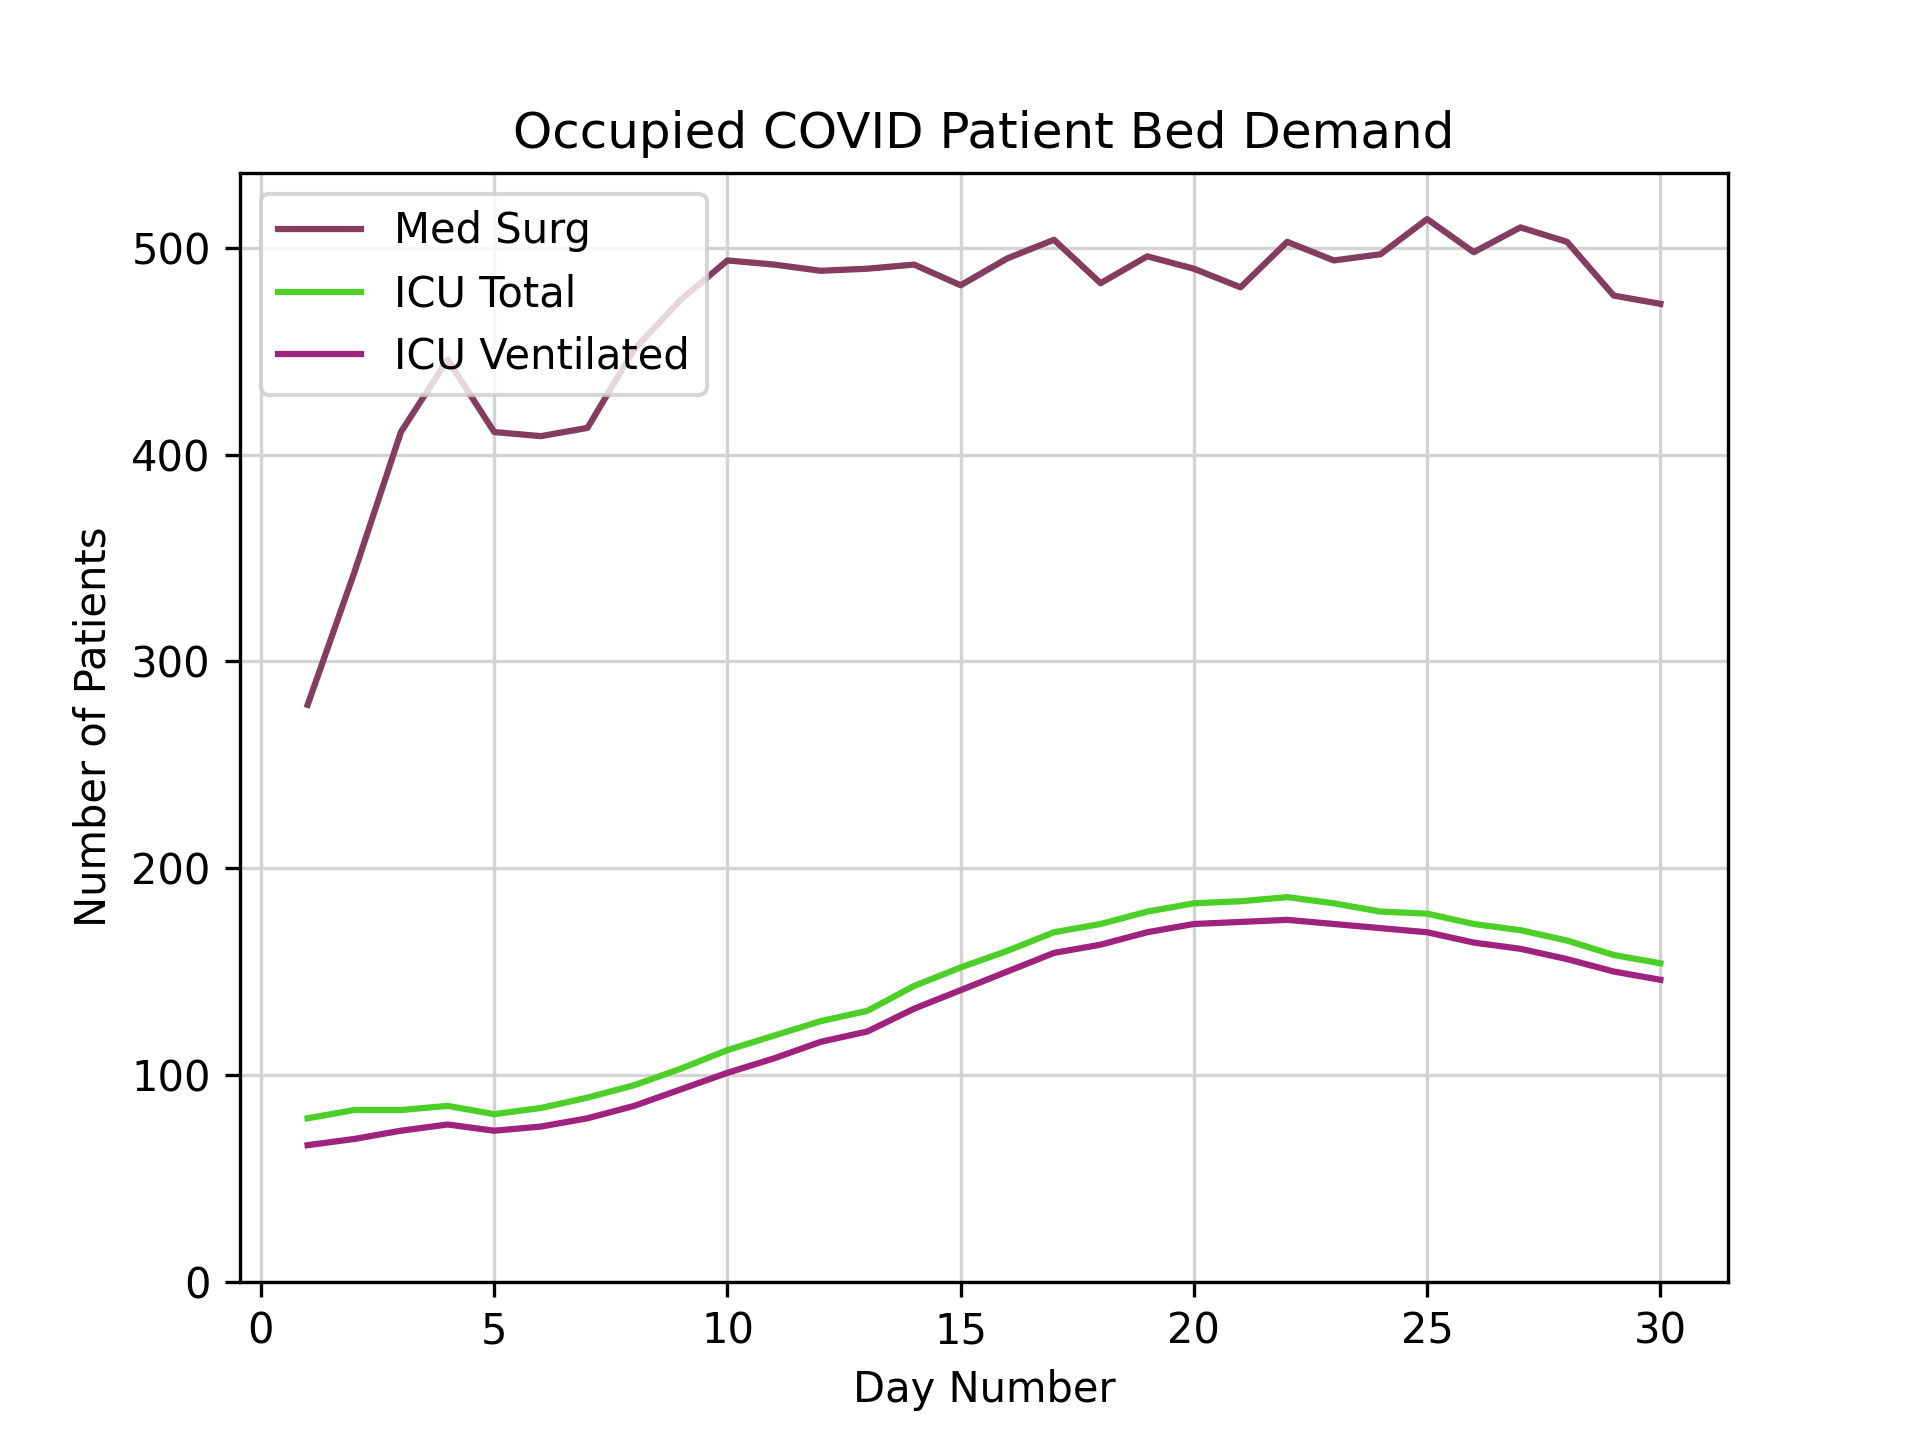 Occupied COVID Patient Bed Demand
Med Surg
ICU Total
ICU Ventilated
500
400
300
200
100
0
Number of Patients
0 5 10 15 20 25 30
Day Number